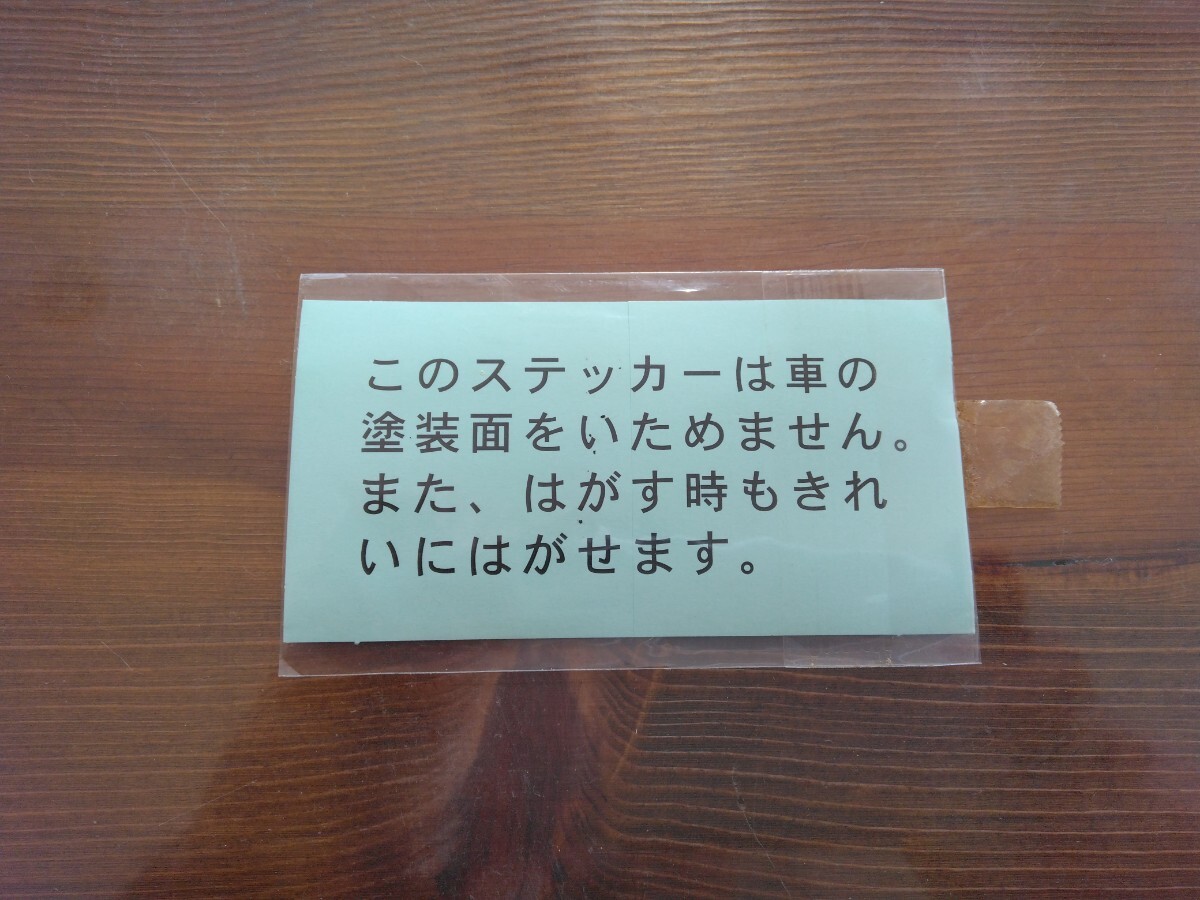 このステッカーは車の
塗装面をいためません。
また、はがす時もきれ
いにはがせます。